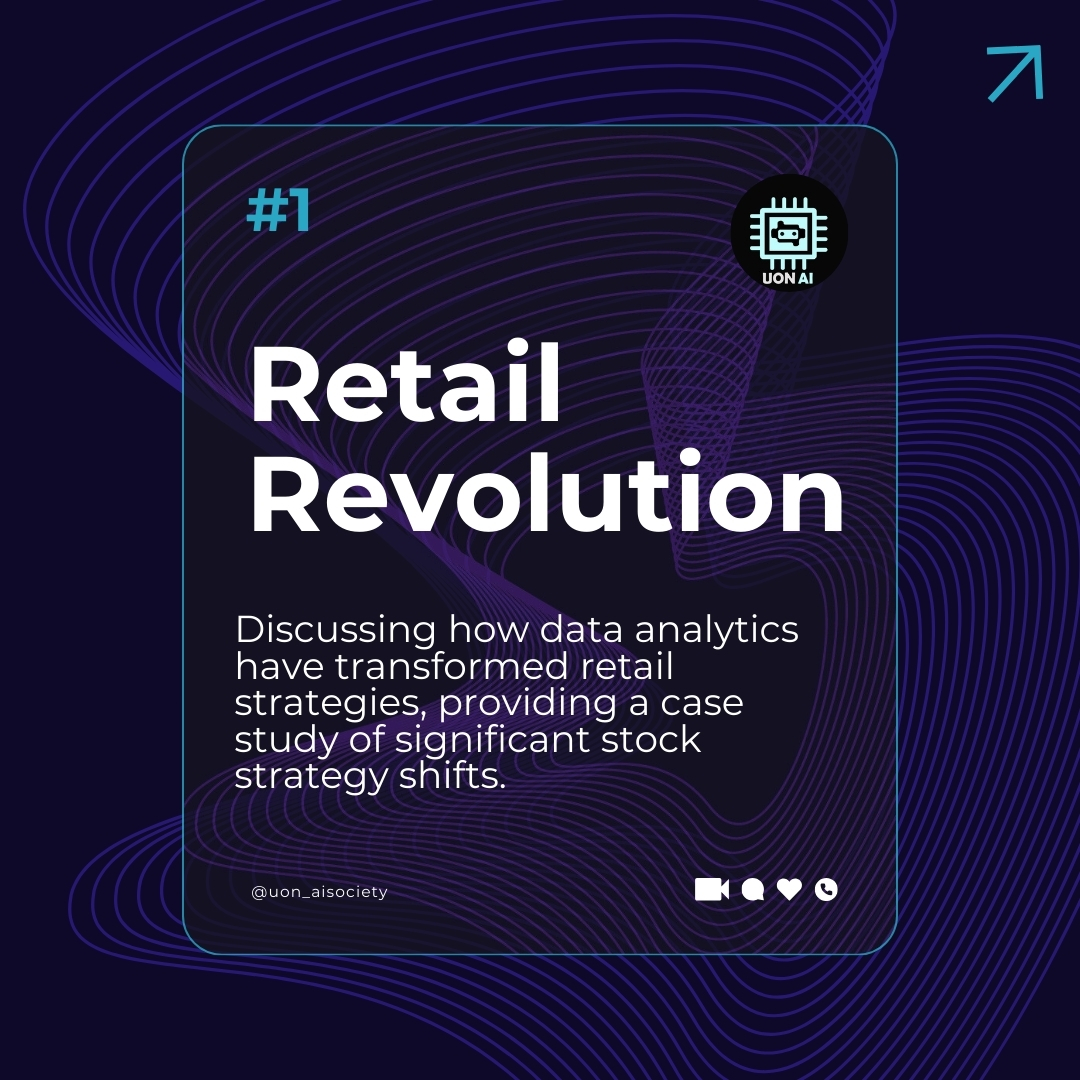 #1
UON AI
Retail
Revolution
Discussing how data analytics
have transformed retail
strategies, providing a case
study of significant stock
strategy shifts.
@uon_aisociety